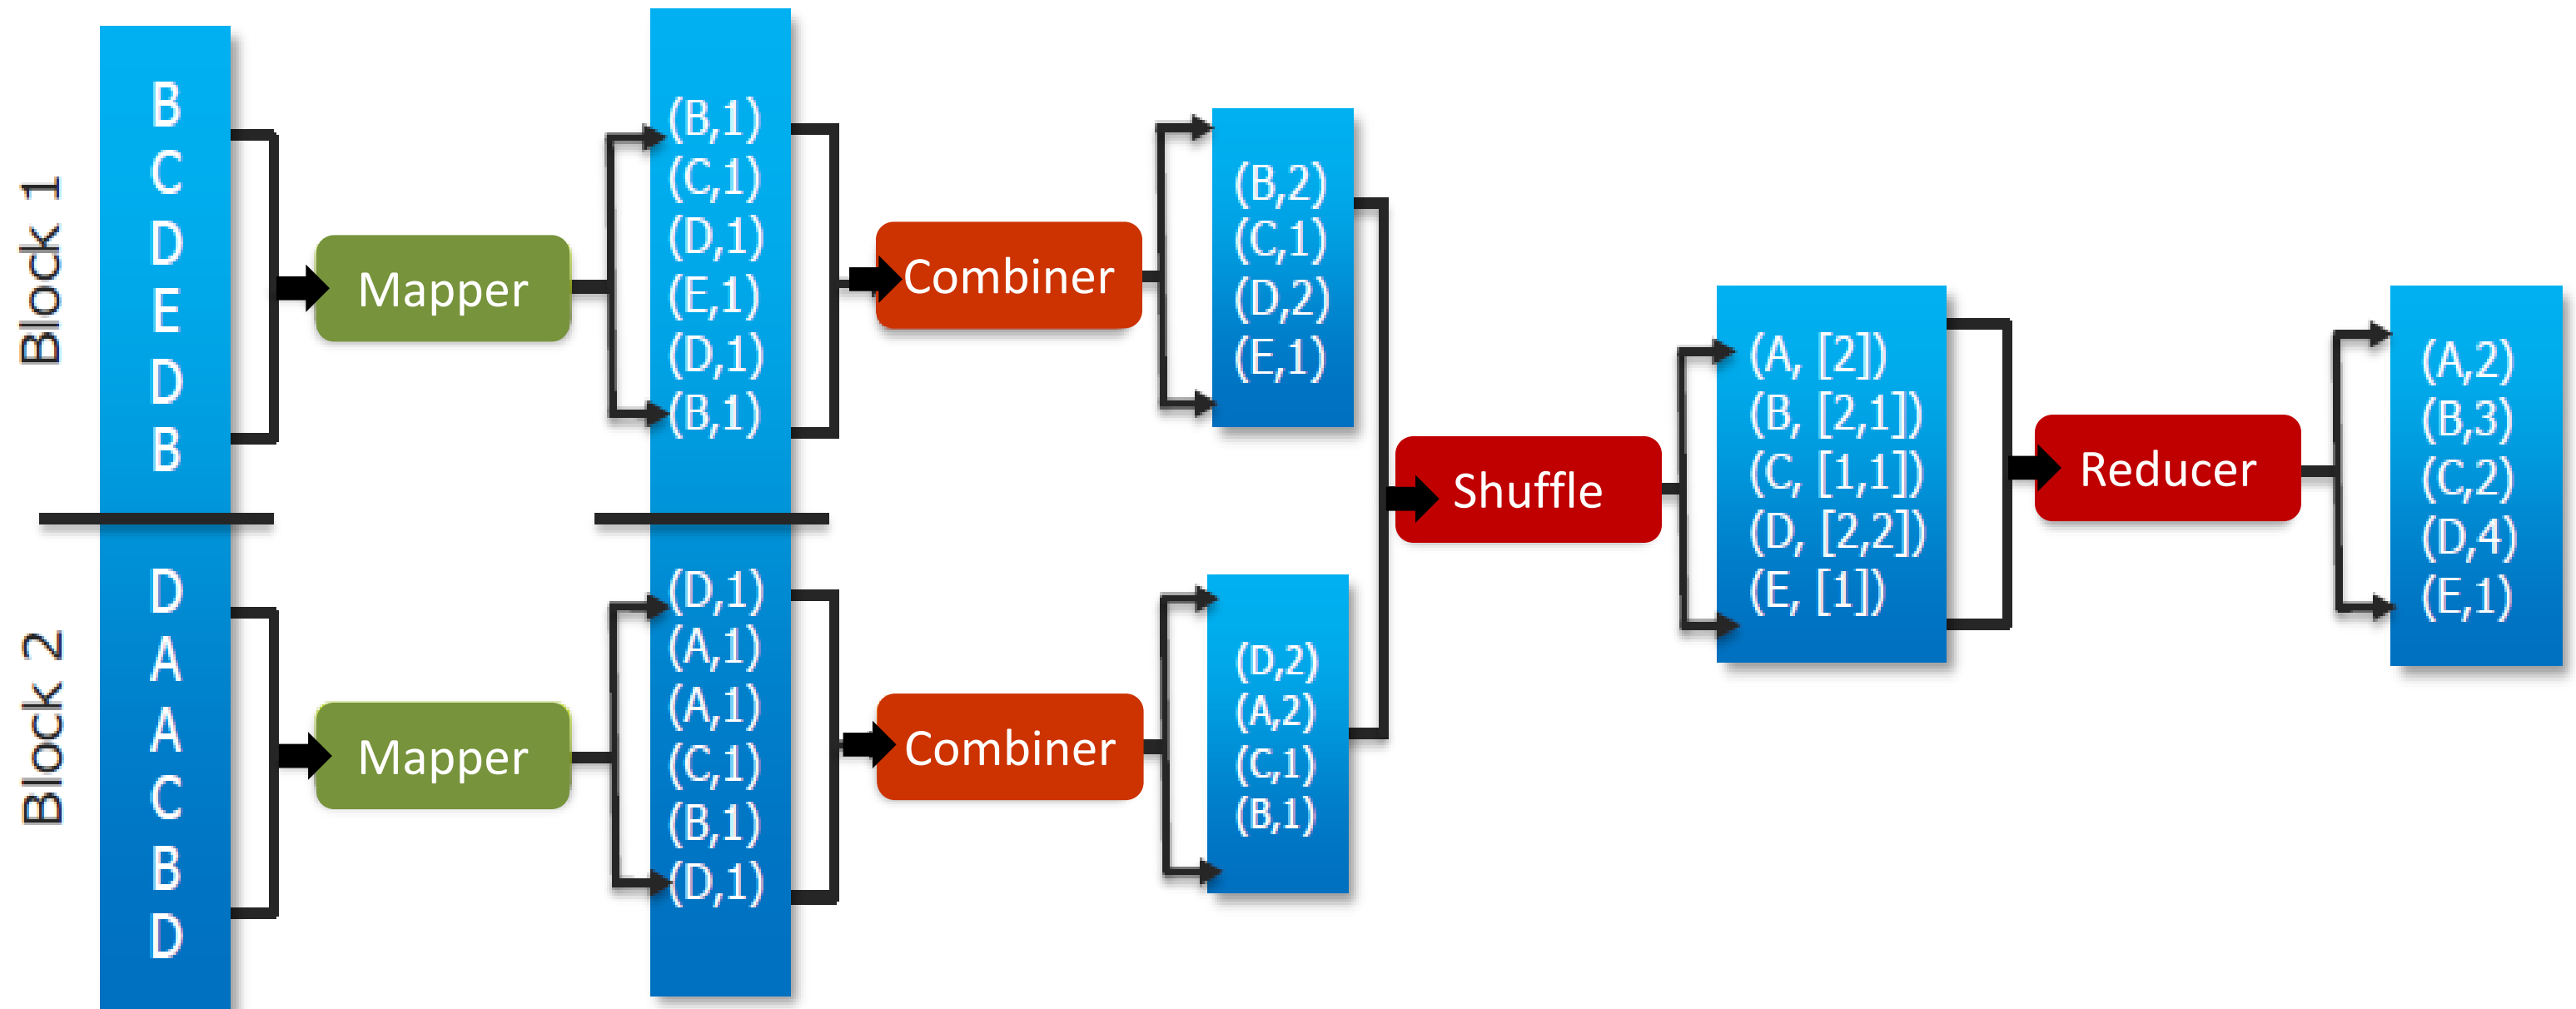 Block 1
B
C
D
E
D
B
Mapper
(B,1)
(C,1)
(D,1)
(E,1)
(D,1)
(B,1)
Combiner
(B,2)
(C,1)
(D,2)
(E,1)
Block 2
D
A
A
C
B
D
Mapper
(D,1)
(A,1)
(A,1)
(C,1)
(B,1)
(D,1)
Combiner
(D,2)
(A,2)
(C,1)
(B,1)
Shuffle
(A, [2])
(B, [2,1])
(C, [1,1])
(D, [2,2])
(E, [1])
Reducer
(A,2)
(B,3)
(C,2)
(D,4)
(E,1)